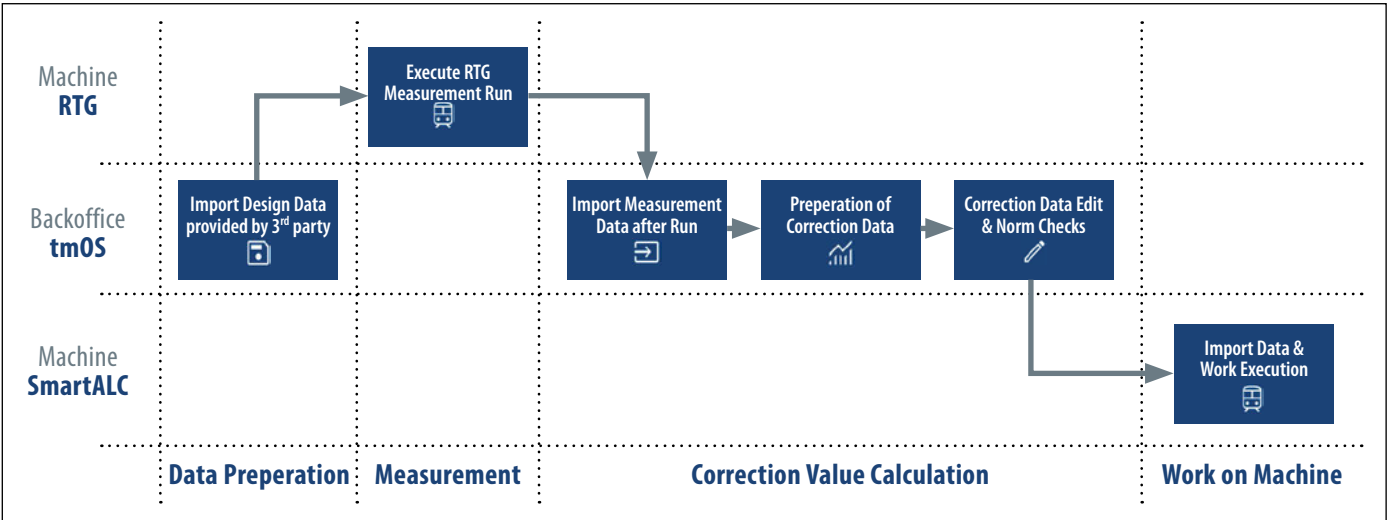 Machine
RTG
Execute RTG
Measurement Run
Backoffice
tmOS
Import Design Data
provided by 3rd party
Import Measurement
Data after Run
Preperation of
Correction Data
Correction Data Edit
& Norm Checks
Machine
SmartALC
Import Data &
Work Execution
Data Preperation
Measurement
Correction Value Calculation
Work on Machine